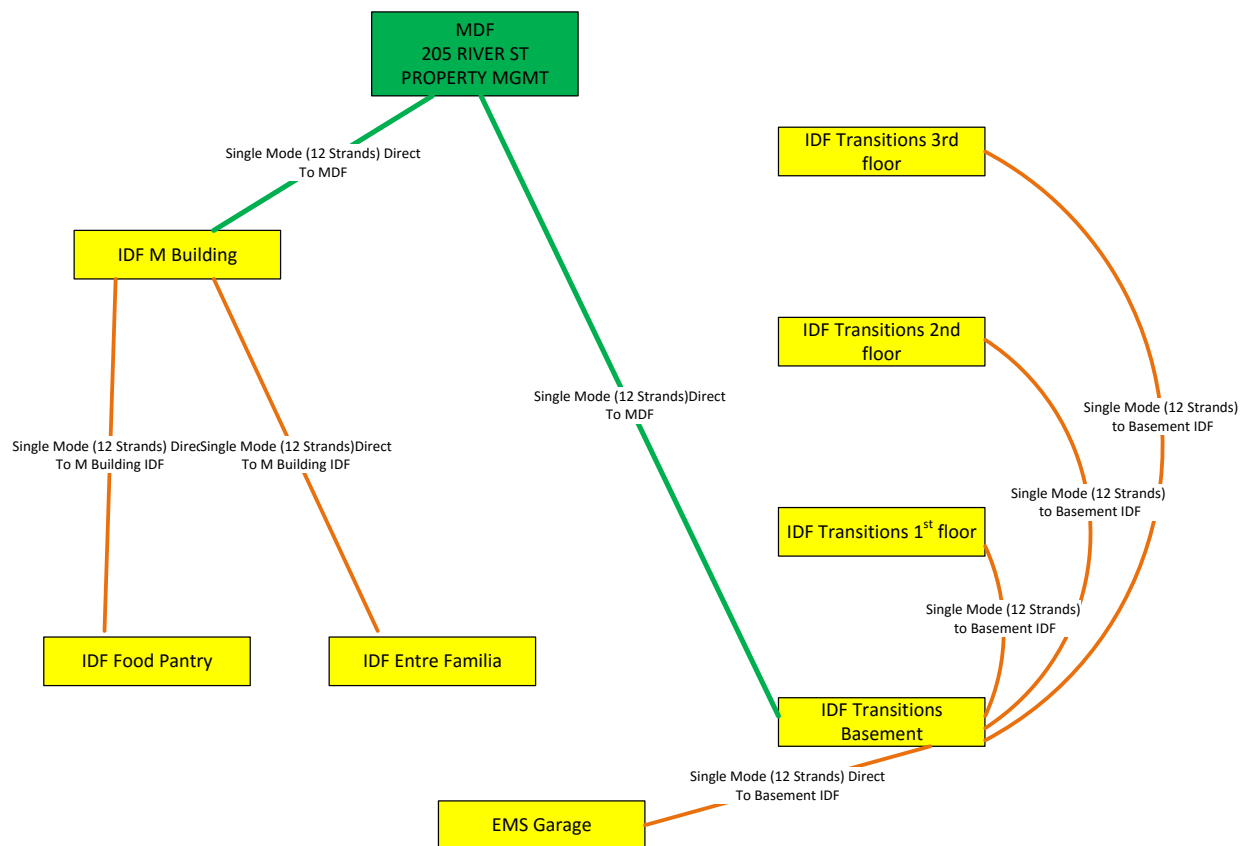 MDF
205 RIVER ST
PROPERTY MGMT
Single Mode (12 Strands) Direct
To MDF
IDF Transitions 3rd
floor
IDF M Building
IDF Transitions 2nd
floor
Single Mode (12 Strands)Direct
To MDF
Single Mode (12 Strands)
to Basement IDF
Single Mode (12 Strands) Direc
To M Building IDF
Single Mode (12 Strands)Direct
To M Building IDF
Single Mode (12 Strands)
to Basement IDF
IDF Transitions 1st floor
Single Mode (12 Strands)
to Basement IDF
IDF Food Pantry
IDF Entre Familia
IDF Transitions
Basement
Single Mode (12 Strands) Direct
To Basement IDF
EMS Garage